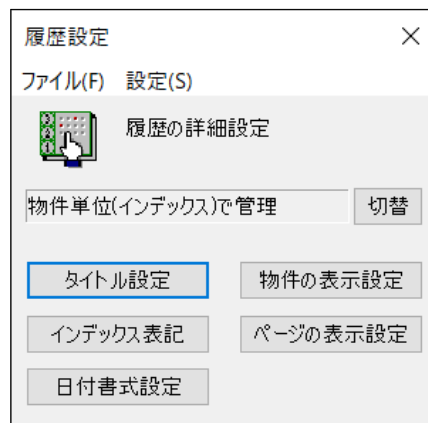 履歴設定
ファイル(F) 設定(S)
履歴の詳細設定
物件単位(インデックス)で管理 切替
タイトル設定 物件の表示設定
インデックス表記 ページの表示設定
日付書式設定